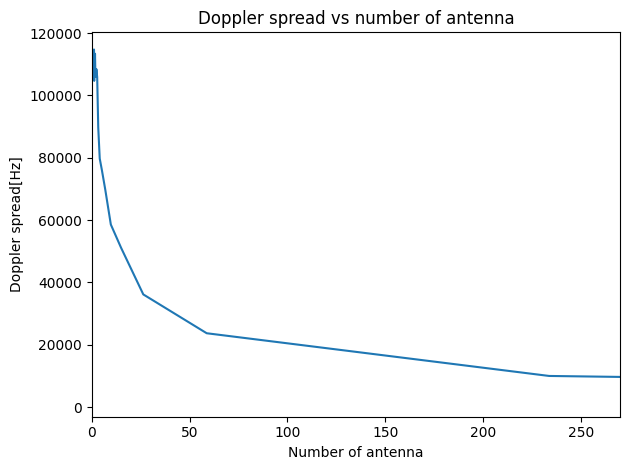 Doppler spread vs number of antenna
120000
100000
80000
60000
40000
20000
0
Doppler spread[Hz]
0 50 100 150 200 250
Number of antenna